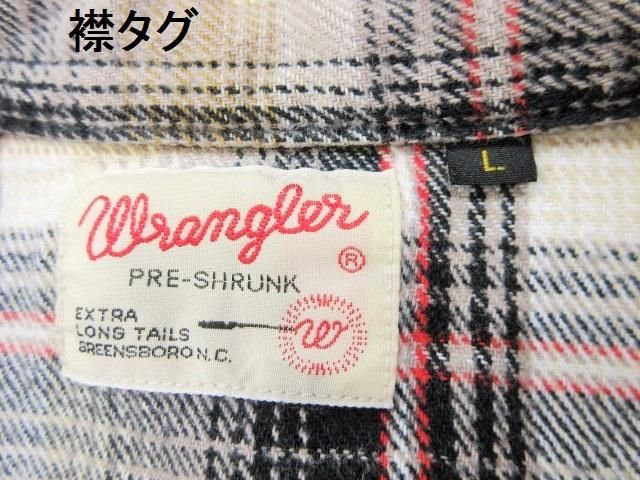 襟タグ
L.
Wrangler
®
PRE-SHRUNK
EXTRA
LONG TAILS
GREENSBORO N.C.
W